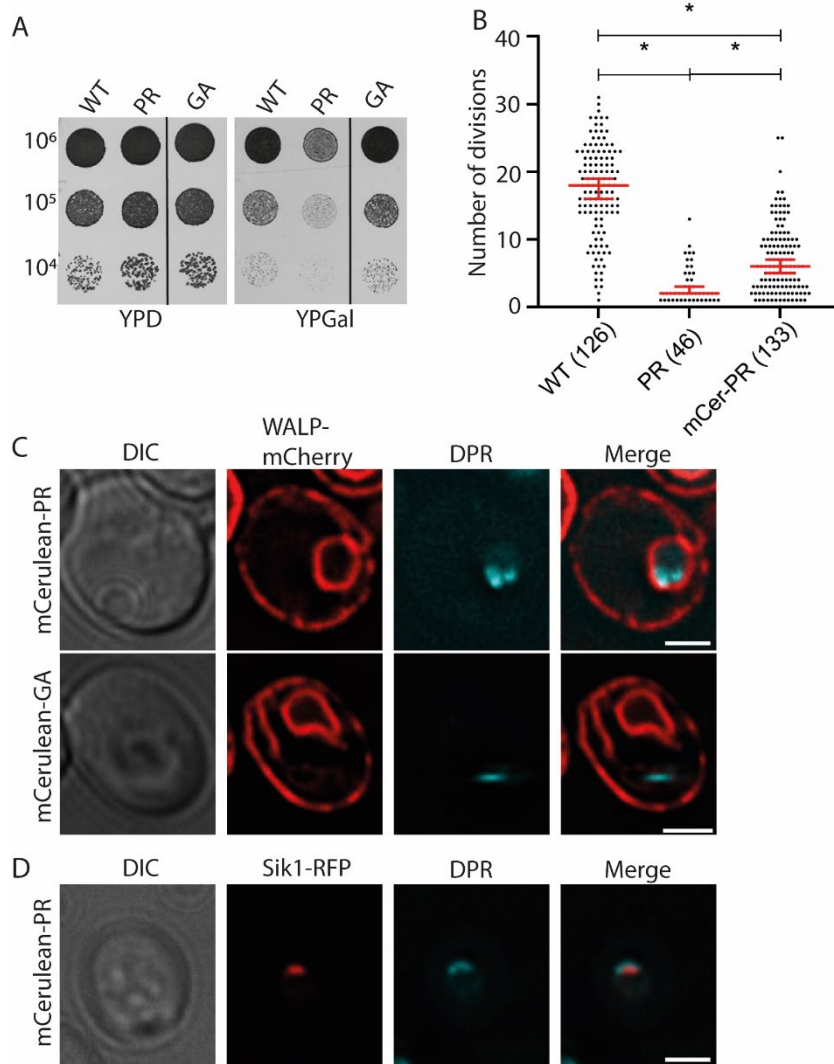 A
WT PR GA WT PR GA
10⁶
10⁵
10⁴
YPD YPGal
B
* * *
Number of divisions
40
30
20
10
0
WT (126) PR (46) mCer-PR (133)
C
DIC WALP-mCherry DPR Merge
mCerulean-PR
mCerulean-GA
D
DIC Sik1-RFP DPR Merge
mCerulean-PR